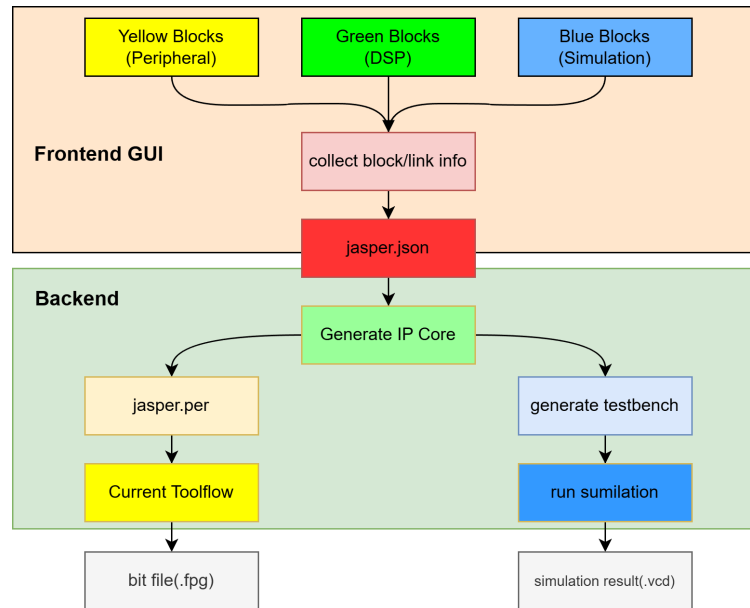 Yellow Blocks
(Peripheral)
Green Blocks
(DSP)
Blue Blocks
(Simulation)
Frontend GUI
collect block/link info
jasper.json
Backend
Generate IP Core
jasper.per
generate testbench
Current Toolflow
run sumilation
bit file(.fpg)
simulation result(.vcd)